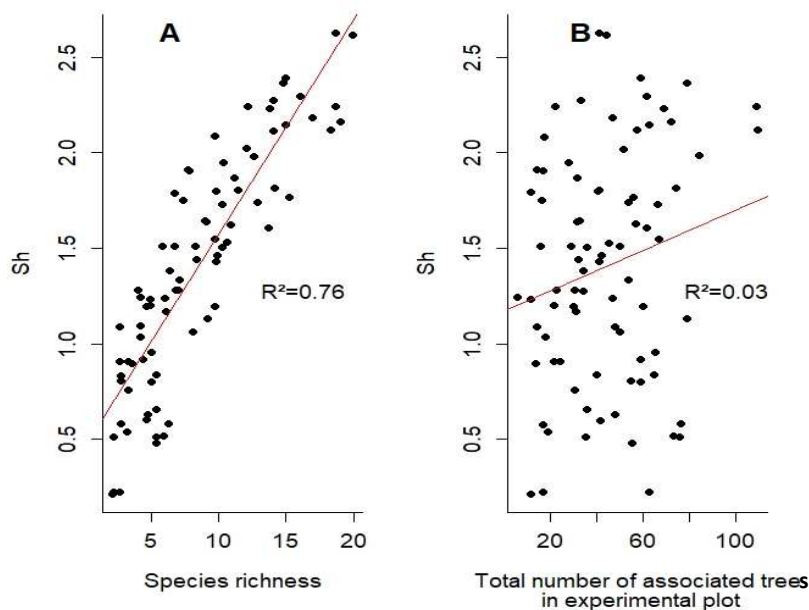 A
B
Sh
2.5
2.0
1.5
1.0
0.5
R²=0.76
5
10
15
20
Species richness
Sh
2.5
2.0
1.5
1.0
0.5
R²=0.03
20
60
100
Total number of associated trees
in experimental plot